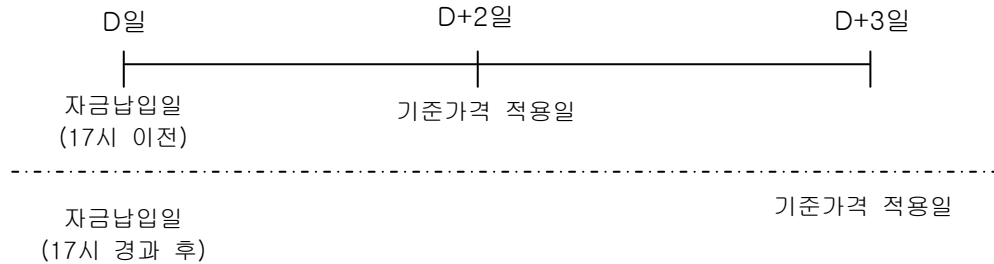 D일 D+2일 D+3일
자금납입일 기준가격 적용일
(17시 이전)
기준가격 적용일
자금납입일
(17시 경과 후)